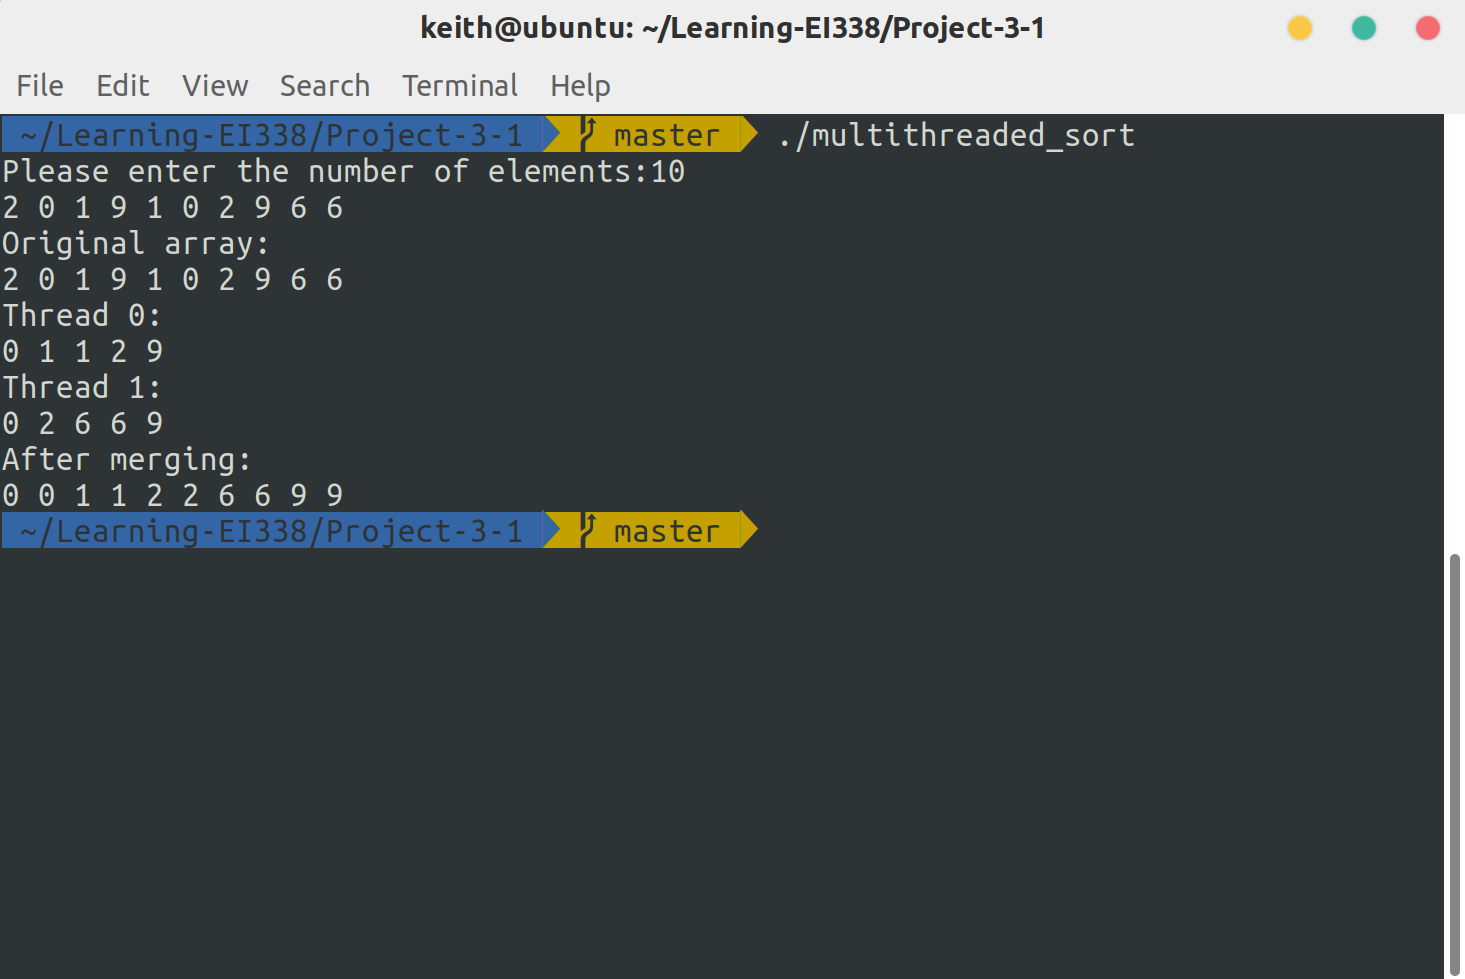 keith@ubuntu: ~/Learning-EI338/Project-3-1
File Edit View Search Terminal Help
~/Learning-EI338/Project-3-1 master ./multithreaded_sort
Please enter the number of elements:10
2 0 1 9 1 0 2 9 6 6
Original array:
2 0 1 9 1 0 2 9 6 6
Thread 0:
0 1 1 2 9
Thread 1:
0 2 6 6 9
After merging:
0 0 1 1 2 2 6 6 9 9
~/Learning-EI338/Project-3-1 master